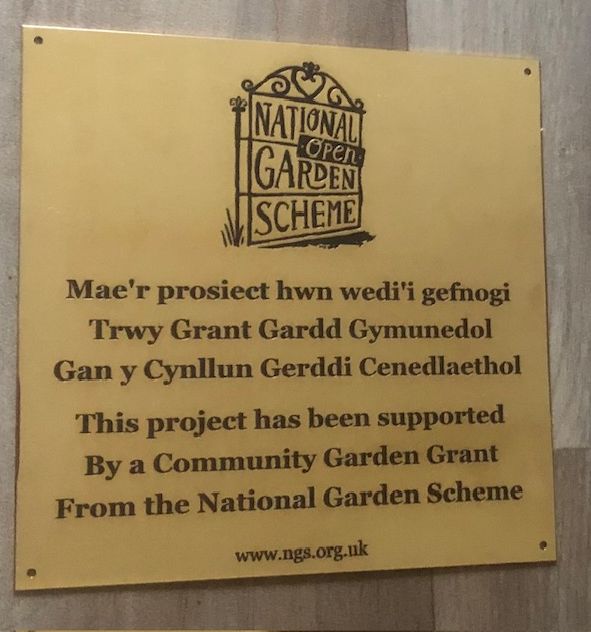 NATIONAL
OPEN
GARDEN
SCHEME
Mae'r prosiect hwn wedi'i gefnogi
Trwy Grant Gardd Gymunedol
Gan y Cynllun Gerddi Cenedlaethol
This project has been supported
By a Community Garden Grant
From the National Garden Scheme
www.ngs.org.uk